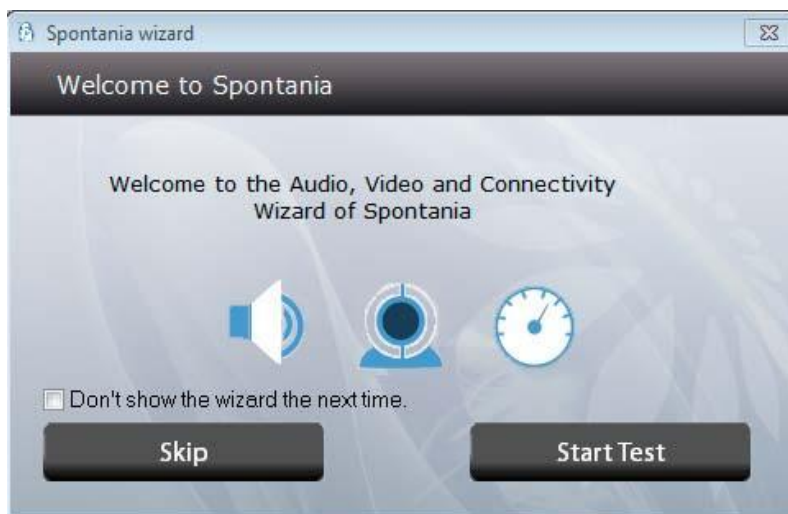 Spontania wizard
Welcome to Spontania
Welcome to the Audio, Video and Connectivity
Wizard of Spontania
Don't show the wizard the next time.
Skip
Start Test